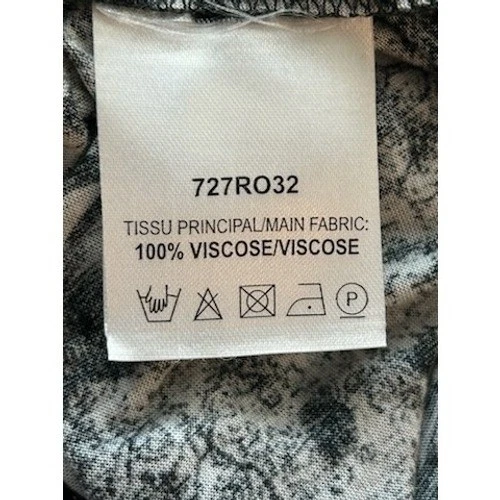 727RO32
TISSU PRINCIPAL/MAIN FABRIC:
100% VISCOSE/VISCOSE
P